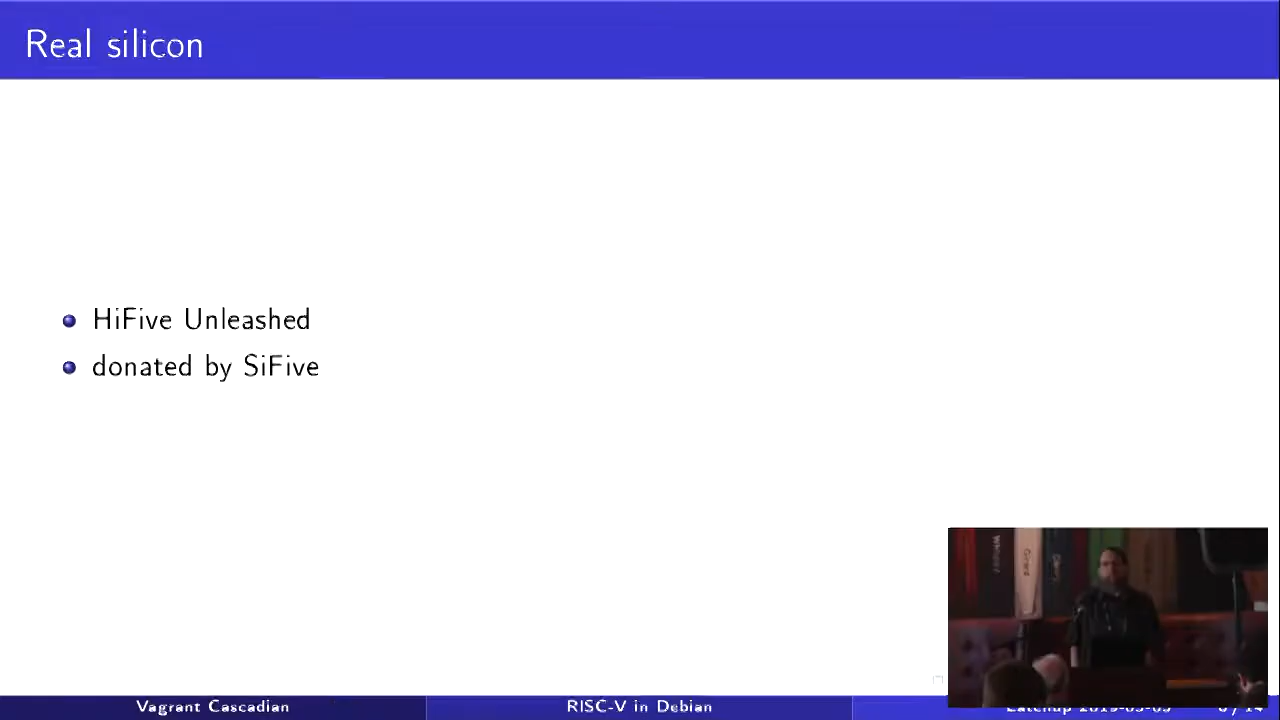 Real silicon
HiFive Unleashed
donated by SiFive
Vagrant Cascadian
RISC-V in Debian